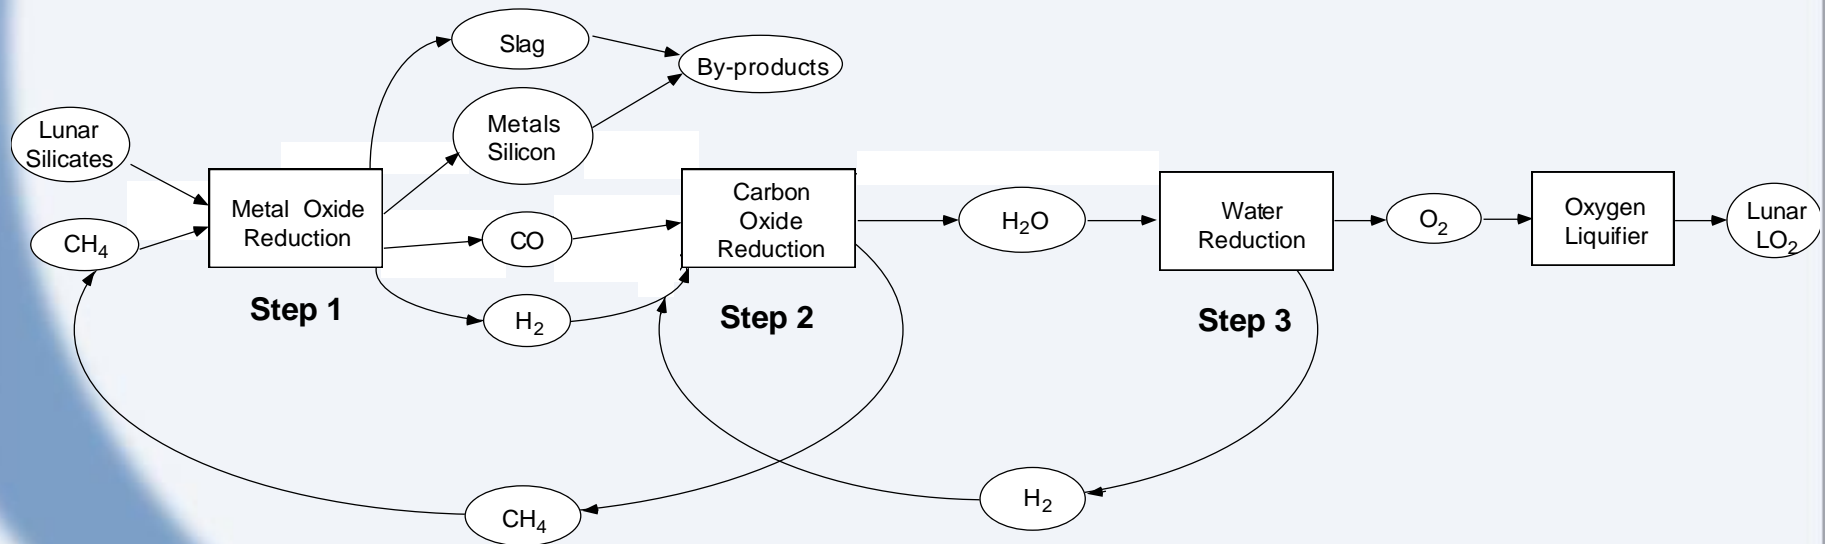 Slag
By-products
Lunar
Silicates
Metals
Silicon
CH₄
Metal Oxide
Reduction
CO
H₂
Carbon
Oxide
Reduction
H₂O
Water
Reduction
O₂
Oxygen
Liquifier
Lunar
LO₂
Step 1
Step 2
Step 3
CH₄
H₂